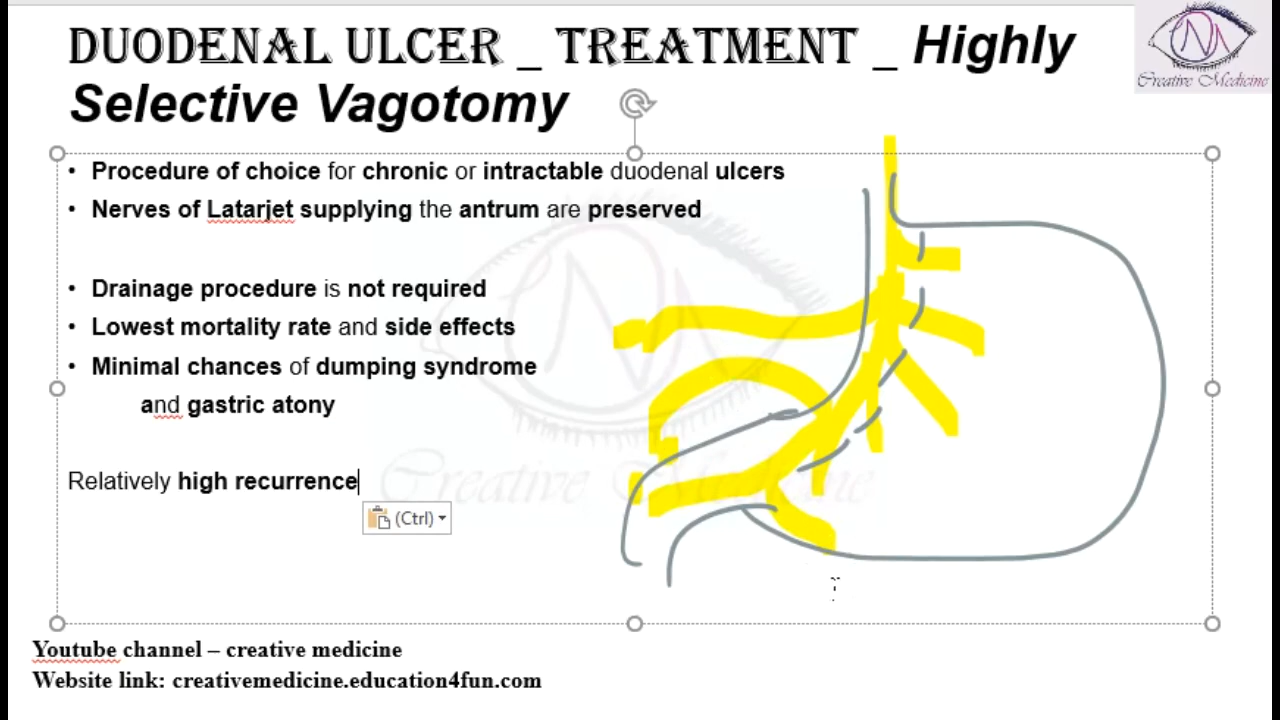 DUODENAL ULCER _ TREATMENT _ Highly
Selective Vagotomy
Creative Medicine
• Procedure of choice for chronic or intractable duodenal ulcers
• Nerves of Latarjet supplying the antrum are preserved
• Drainage procedure is not required
• Lowest mortality rate and side effects
• Minimal chances of dumping syndrome
and gastric atony
Relatively high recurrence
Creative Medicine
(Ctrl)
Youtube channel – creative medicine
Website link: creativemedicine.education4fun.com